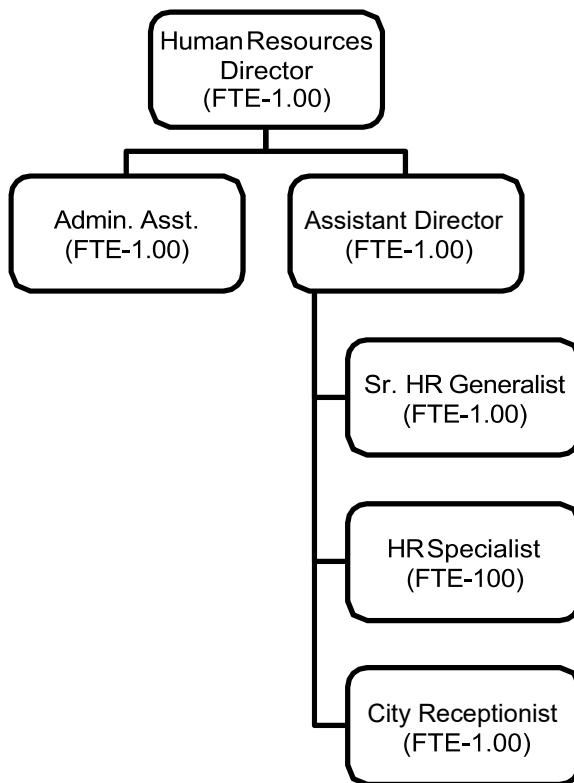 Human Resources
Director
(FTE-1.00)
Admin. Asst.
(FTE-1.00)
Assistant Director
(FTE-1.00)
Sr. HR Generalist
(FTE-1.00)
HR Specialist
(FTE-100)
City Receptionist
(FTE-1.00)